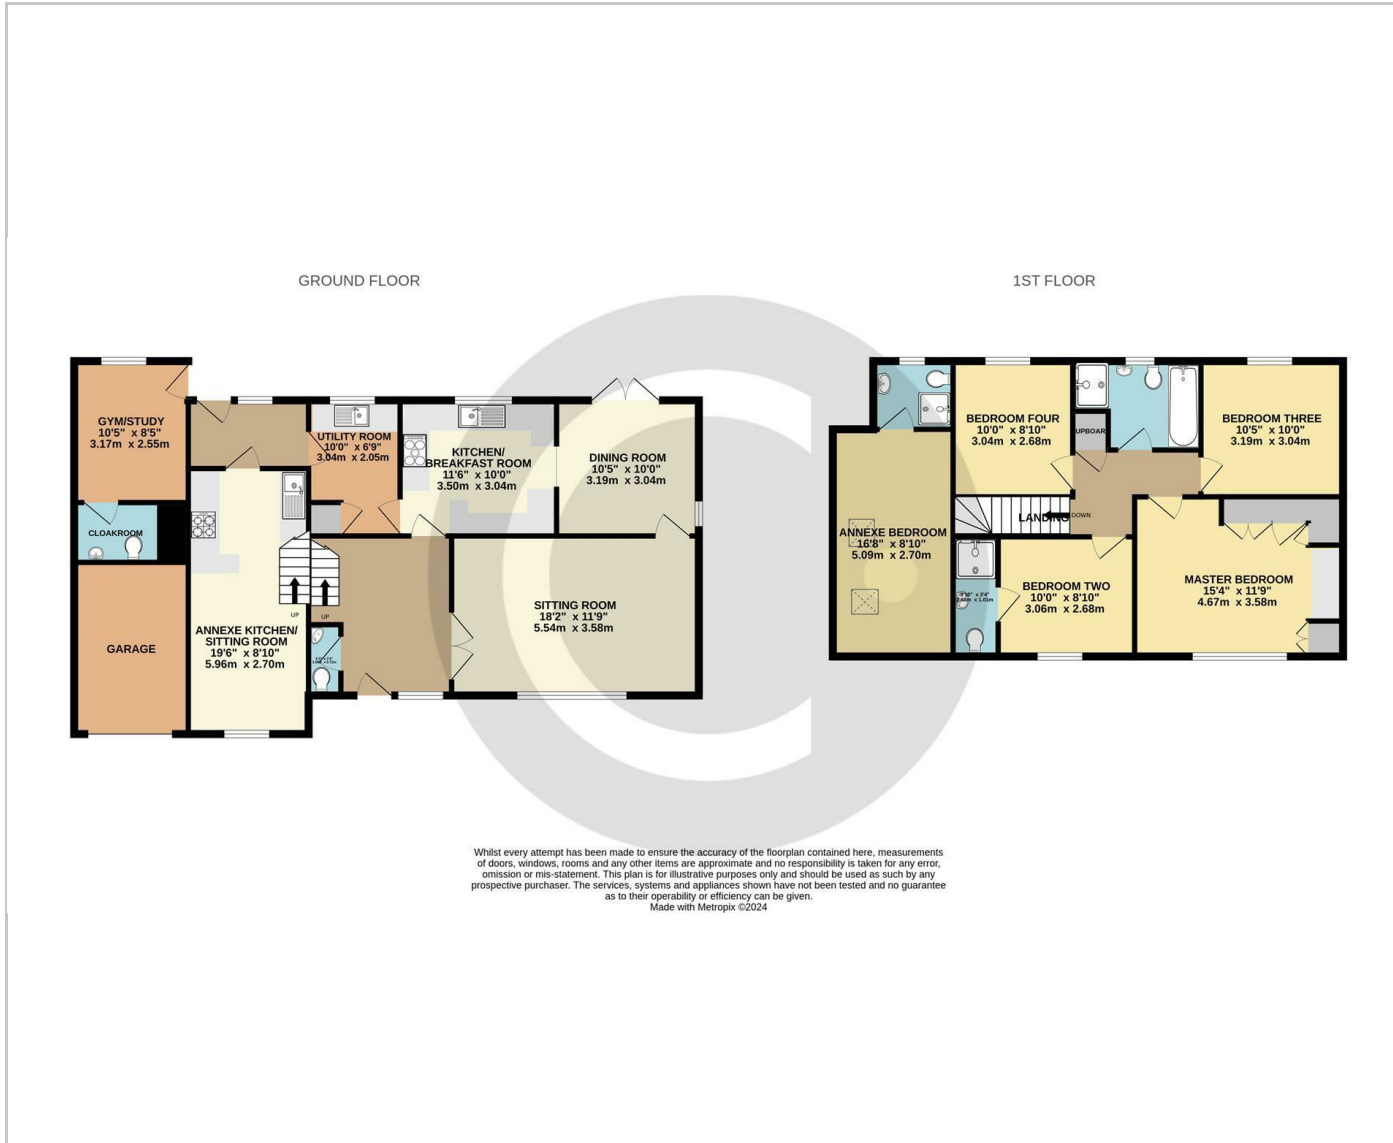 GROUND FLOOR
1ST FLOOR
GYM/STUDY
10'5" x 8'5"
3.17m x 2.55m
UTILITY ROOM
10'0" x 6'9"
3.04m x 2.05m
KITCHEN/
BREAKFAST ROOM
11'6" x 10'0"
3.50m x 3.04m
DINING ROOM
10'5" x 10'0"
3.19m x 3.04m
CLOAKROOM
GARAGE
UP
UP
ANNEXE KITCHEN/
SITTING ROOM
19'6" x 8'10"
5.96m x 2.70m
SITTING ROOM
18'2" x 11'9"
5.54m x 3.58m
BEDROOM FOUR
10'0" x 8'10"
3.04m x 2.68m
UPBOAR
BEDROOM THREE
10'5" x 10'0"
3.19m x 3.04m
LANDING
DOWN
ANNEXE BEDROOM
16'8" x 8'10"
5.09m x 2.70m
BEDROOM TWO
10'0" x 8'10"
3.06m x 2.68m
x 3'4"
x 1.01m
MASTER BEDROOM
15'4" x 11'9"
4.67m x 3.58m
Whilst every attempt has been made to ensure the accuracy of the floorplan contained here, measurements
of doors, windows, rooms and any other items are approximate and no responsibility is taken for any error,
omission or mis-statement. This plan is for illustrative purposes only and should be used as such by any
prospective purchaser. The services, systems and appliances shown have not been tested and no guarantee
as to their operability or efficiency can be given.
Made with Metropix ©2024